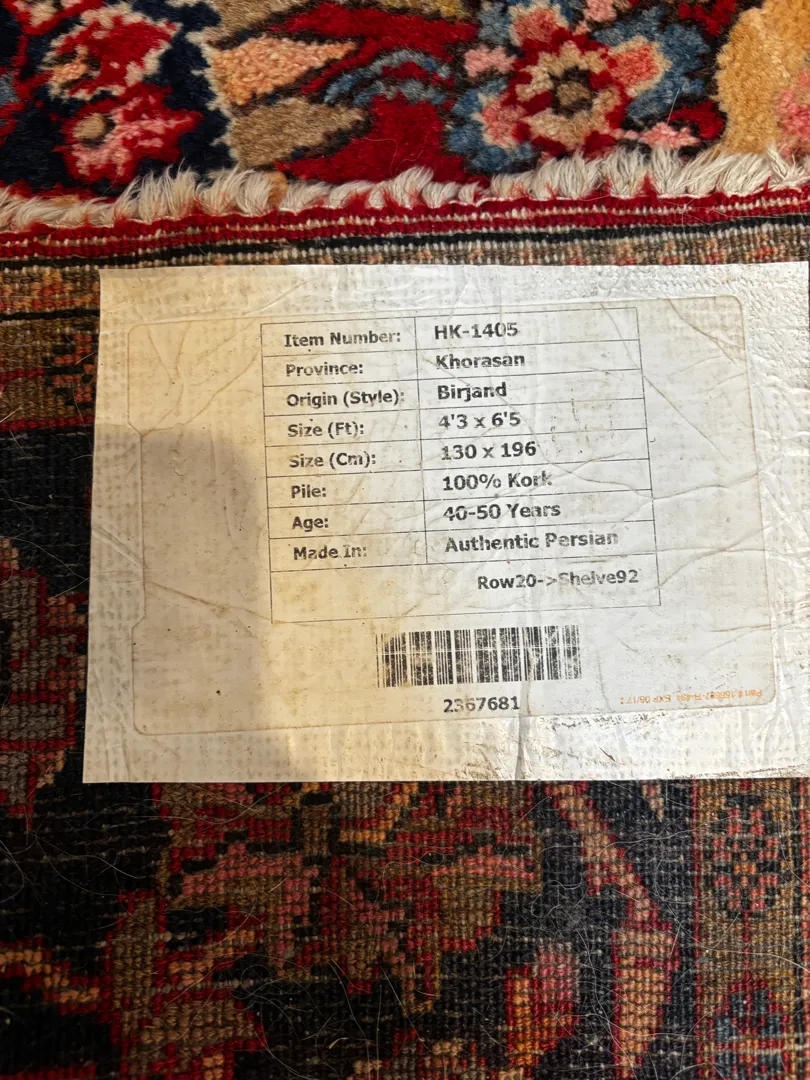 Item Number: HK-1405
Province: Khorasan
Origin (Style): Birjand
Size (Ft): 4'3 x 6'5
Size (Cm): 130 x 196
Pile: 100% Kork
Age: 40-50 Years
Made In: Authentic Persian
Row20->Shelve92
2367681